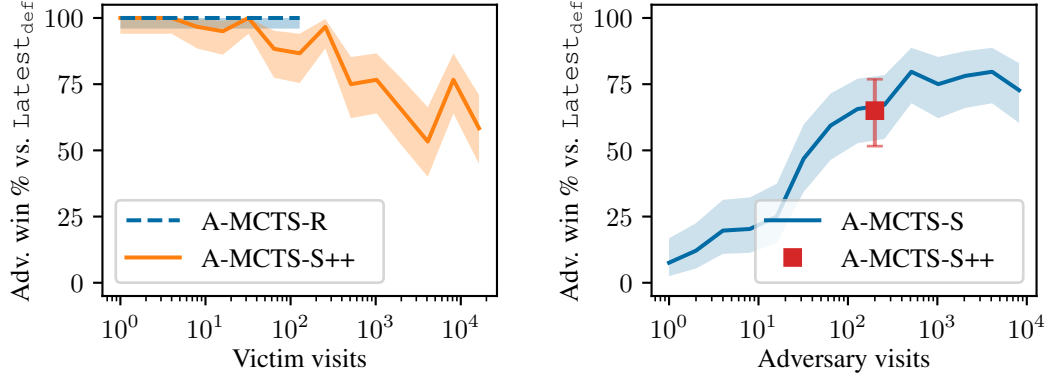 Adv. win % vs. Latest_def
100
75
50
25
0
A-MCTS-R
A-MCTS-S++
10^0 10^1 10^2 10^3 10^4
Victim visits
Adv. win % vs. Latest_def
100
75
50
25
0
A-MCTS-S
A-MCTS-S++
10^0 10^1 10^2 10^3 10^4
Adversary visits